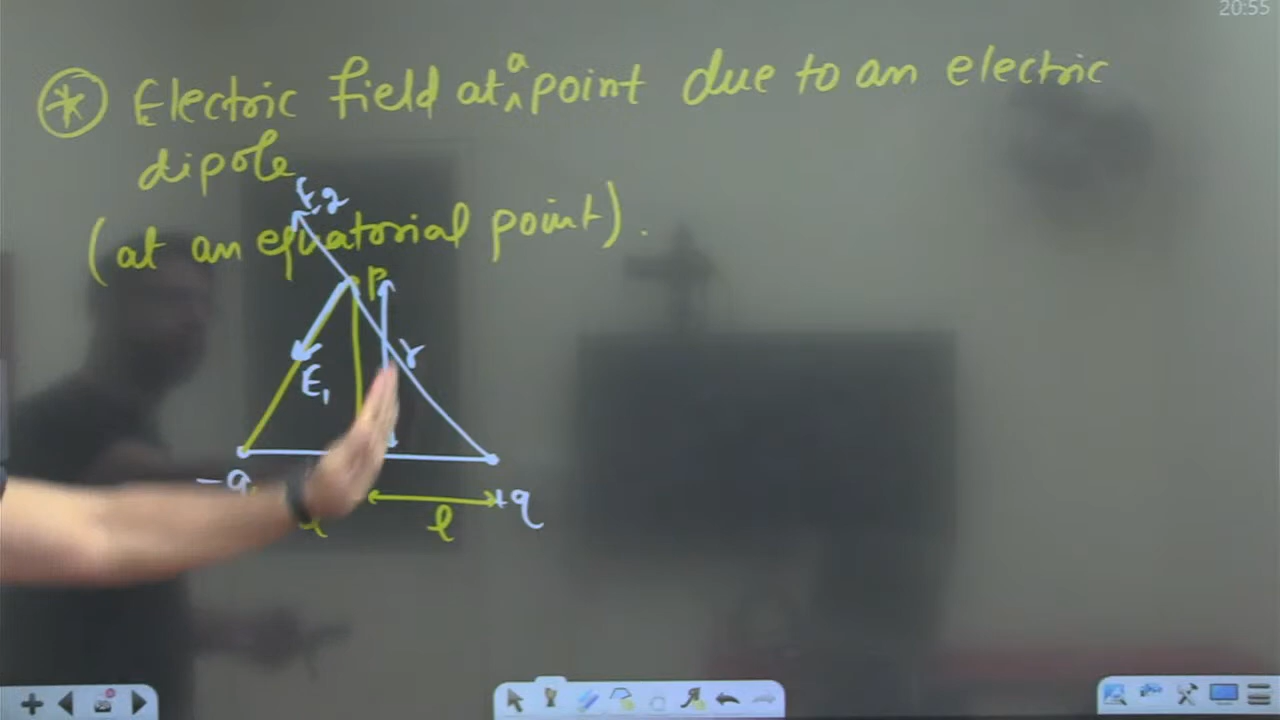 20:55
* Electric field at a point due to an electric
dipole
(at an equatorial point).
E2
P
E1
r
-q
+q
l
l